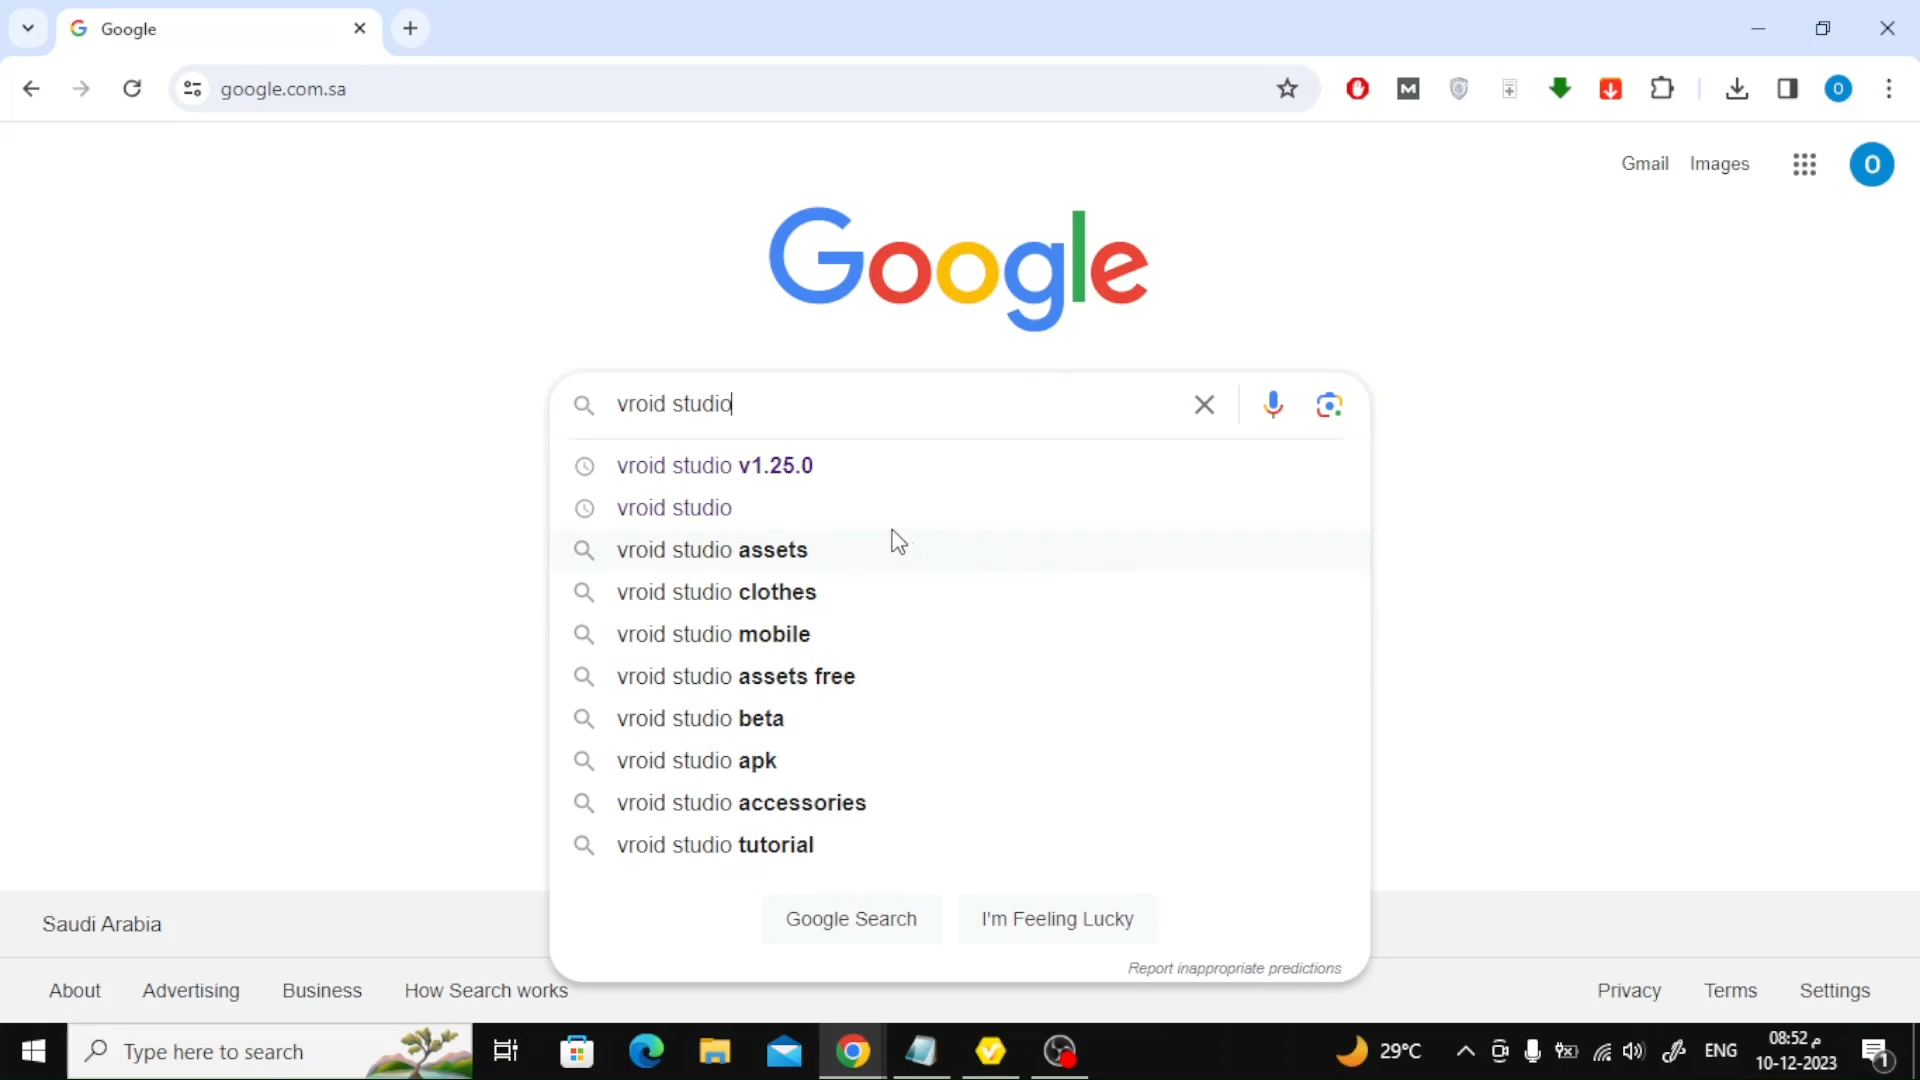 Google
google.com.sa
O
Gmail Images
O
Google
vroid studio
vroid studio v1.25.0
vroid studio
vroid studio assets
vroid studio clothes
vroid studio mobile
vroid studio assets free
vroid studio beta
vroid studio apk
vroid studio accessories
vroid studio tutorial
Google Search I'm Feeling Lucky
Report inappropriate predictions
Saudi Arabia
About Advertising Business How Search works Privacy Terms Settings
Type here to search
29°C
ENG
08:52 م
10-12-2023
1